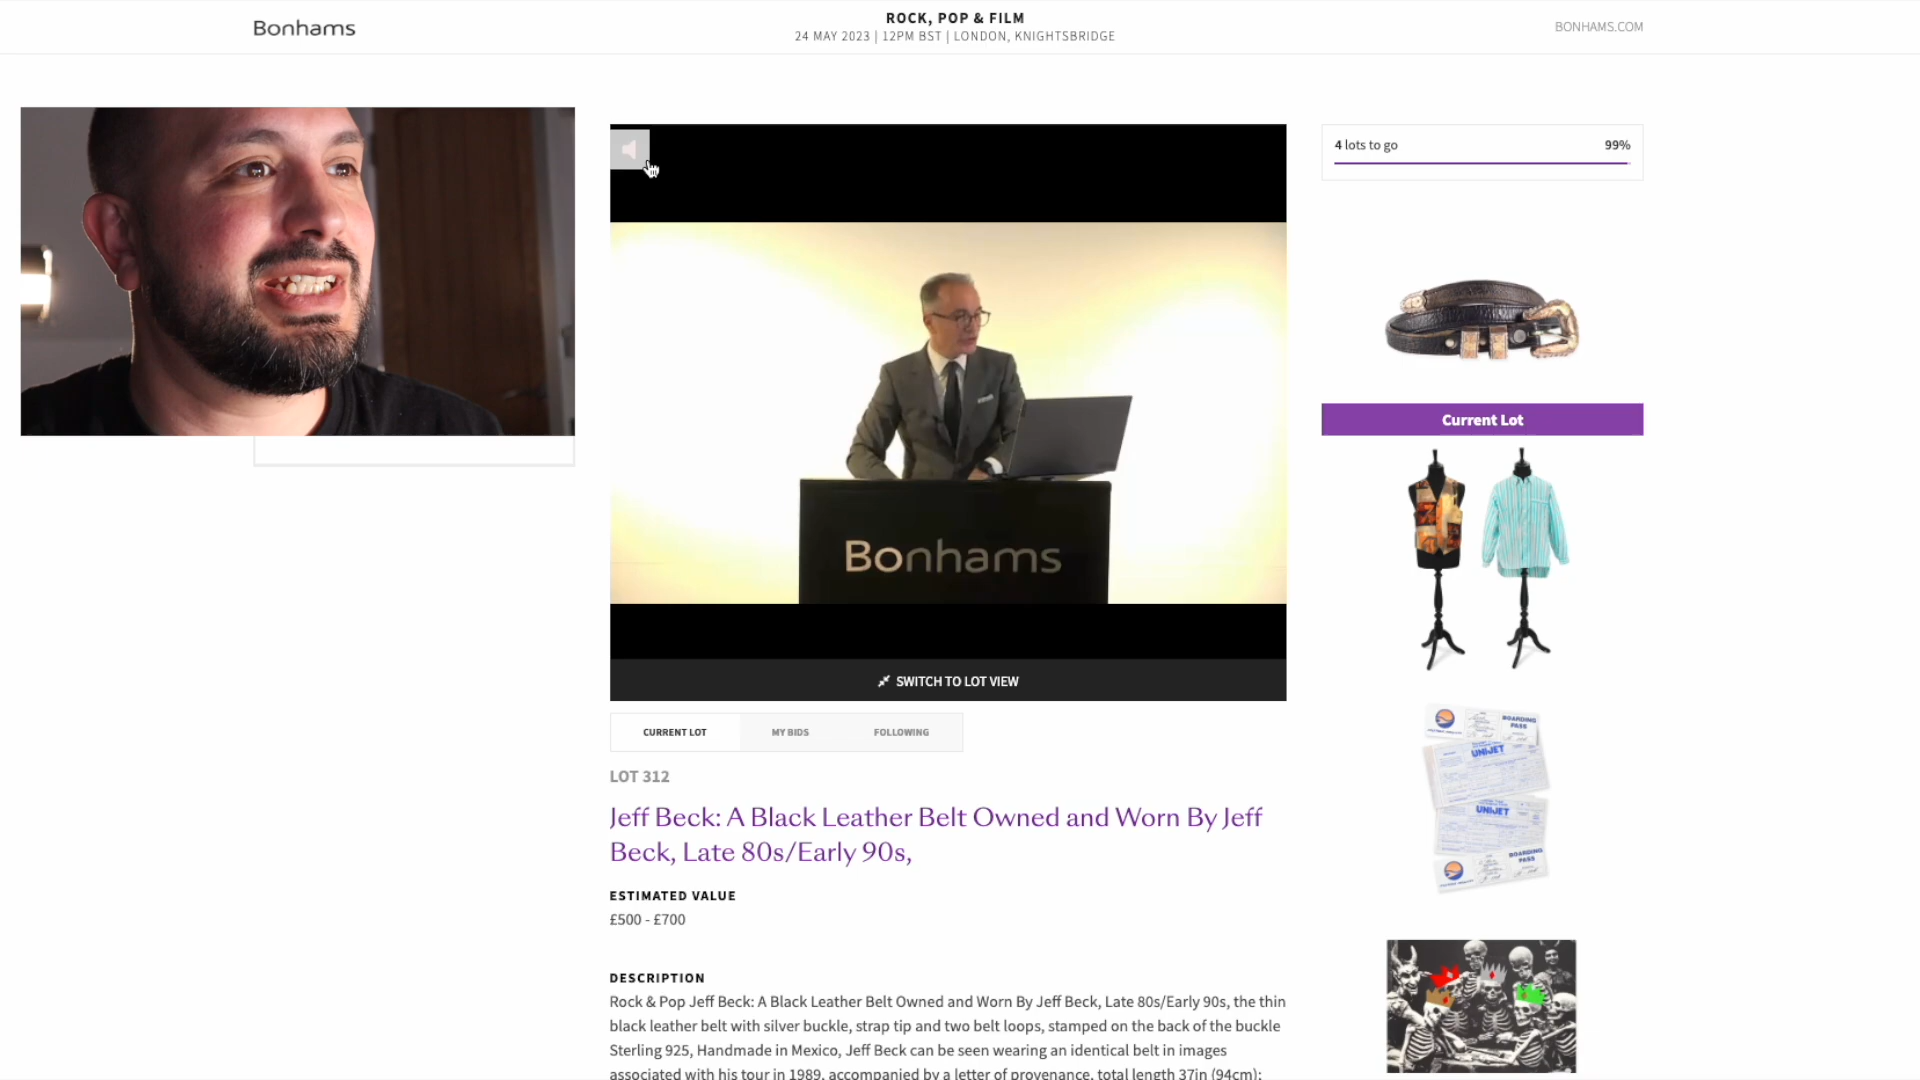 Bonhams
ROCK, POP & FILM
24 MAY 2023 | 12PM BST | LONDON, KNIGHTSBRIDGE
BONHAMS.COM
4 lots to go 99%
Bonhams
Current Lot
SWITCH TO LOT VIEW
CURRENT LOT MY BIDS FOLLOWING
LOT 312
Jeff Beck: A Black Leather Belt Owned and Worn By Jeff
Beck, Late 80s/Early 90s,
ESTIMATED VALUE
£500 - £700
DESCRIPTION
Rock & Pop Jeff Beck: A Black Leather Belt Owned and Worn By Jeff Beck, Late 80s/Early 90s, the thin
black leather belt with silver buckle, strap tip and two belt loops, stamped on the back of the buckle
Sterling 925, Handmade in Mexico, Jeff Beck can be seen wearing an identical belt in images
associated with his tour in 1989, accompanied by a letter of provenance, total length 37in (94cm);
BOARDING
PASS
UNIJET
UNIJET
BOARDING
PASS